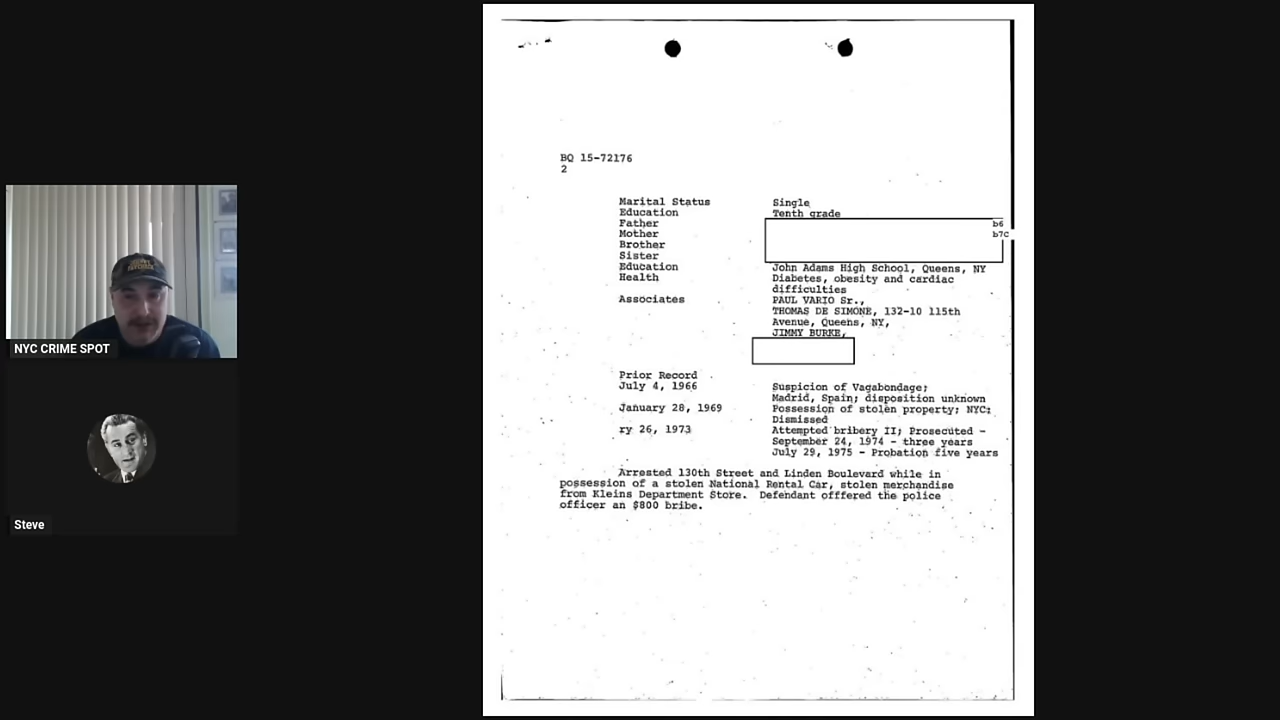 BQ 15-72176
2
Marital Status Single
Education Tenth grade
Father b6
Mother b7C
Brother
Sister
Education John Adams High School, Queens, NY
Health Diabetes, obesity and cardiac
difficulties
Associates PAUL VARIO Sr.,
THOMAS DE SIMONE, 132-10 115th
Avenue, Queens, NY,
JIMMY BURKE,
Prior Record
July 4, 1966 Suspicion of Vagabondage;
Madrid, Spain; disposition unknown
January 28, 1969 Possession of stolen property; NYC;
Dismissed
ry 26, 1973 Attempted bribery II; Prosecuted -
September 24, 1974 - three years
July 29, 1975 - Probation five years
Arrested 130th Street and Linden Boulevard while in
possession of a stolen National Rental Car, stolen merchandise
from Kleins Department Store. Defendant offfered the police
officer an $800 bribe.
NYC CRIME SPOT
Steve